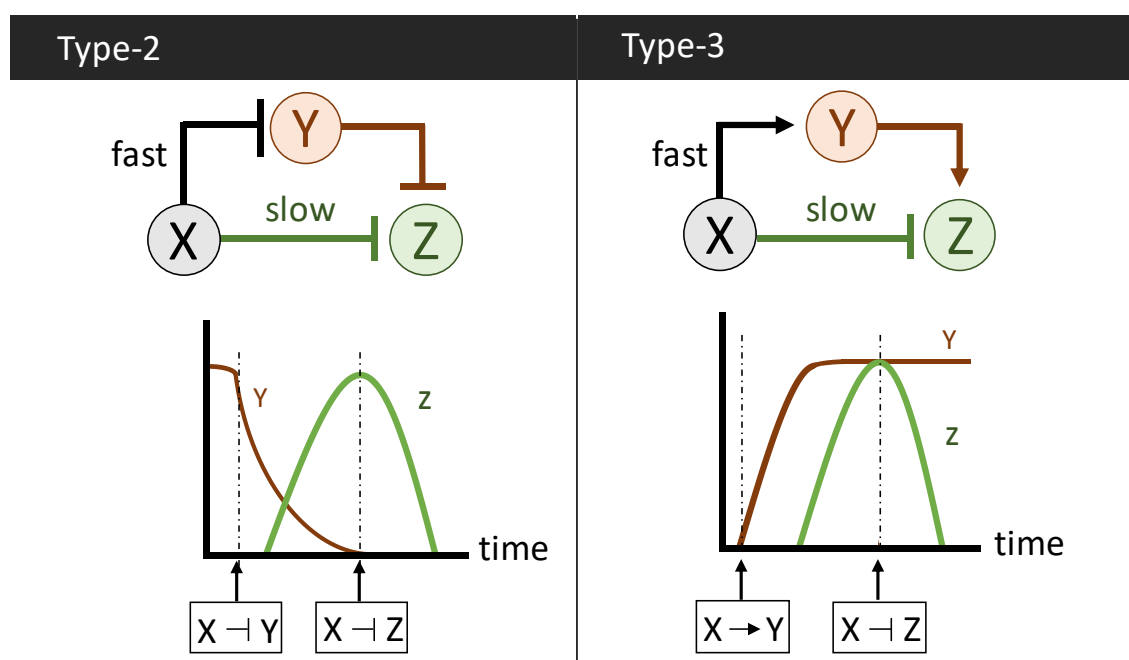 Type-2
Type-3
Y
fast
slow
X
Z
Y
fast
slow
X
Z
Y
Z
time
X ⊣ Y
X ⊣ Z
Y
Z
time
X → Y
X ⊣ Z